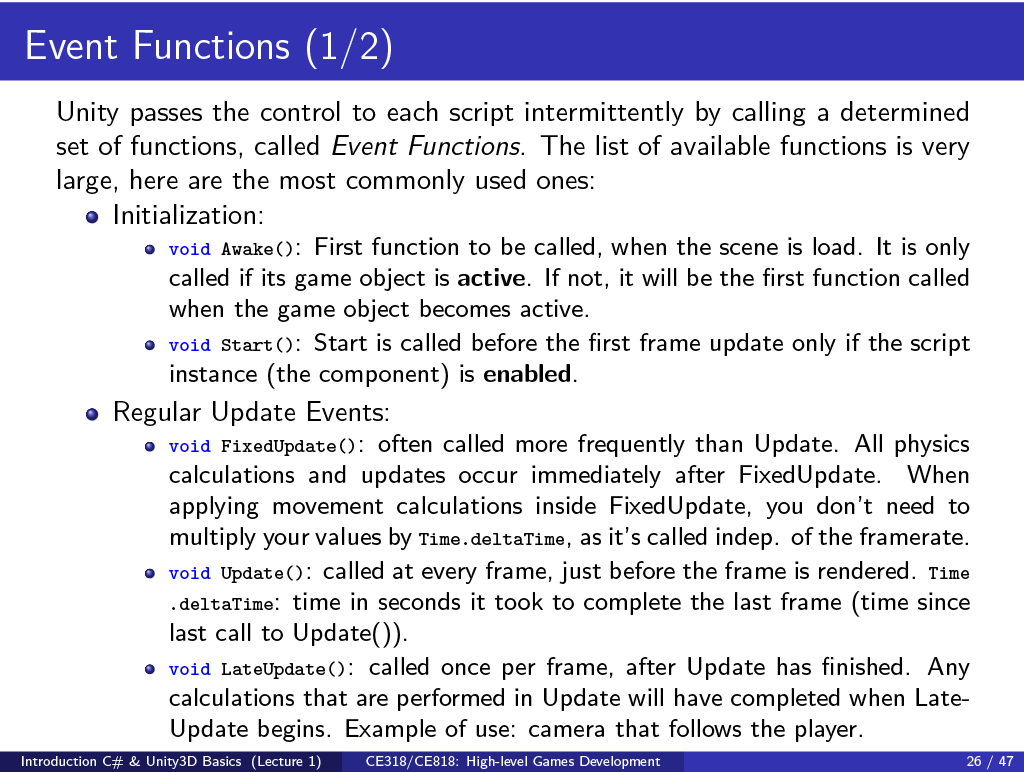 Event Functions (1/2)
Unity passes the control to each script intermittently by calling a determined
set of functions, called Event Functions. The list of available functions is very
large, here are the most commonly used ones:
Initialization:
void Awake(): First function to be called, when the scene is load. It is only
called if its game object is active. If not, it will be the first function called
when the game object becomes active.
void Start(): Start is called before the first frame update only if the script
instance (the component) is enabled.
Regular Update Events:
void FixedUpdate(): often called more frequently than Update. All physics
calculations and updates occur immediately after FixedUpdate. When
applying movement calculations inside FixedUpdate, you don't need to
multiply your values by Time.deltaTime, as it's called indep. of the framerate.
void Update(): called at every frame, just before the frame is rendered. Time
.deltaTime: time in seconds it took to complete the last frame (time since
last call to Update()).
void LateUpdate(): called once per frame, after Update has finished. Any
calculations that are performed in Update will have completed when Late-
Update begins. Example of use: camera that follows the player.
Introduction C# & Unity3D Basics (Lecture 1) CE318/CE818: High-level Games Development 26 / 47